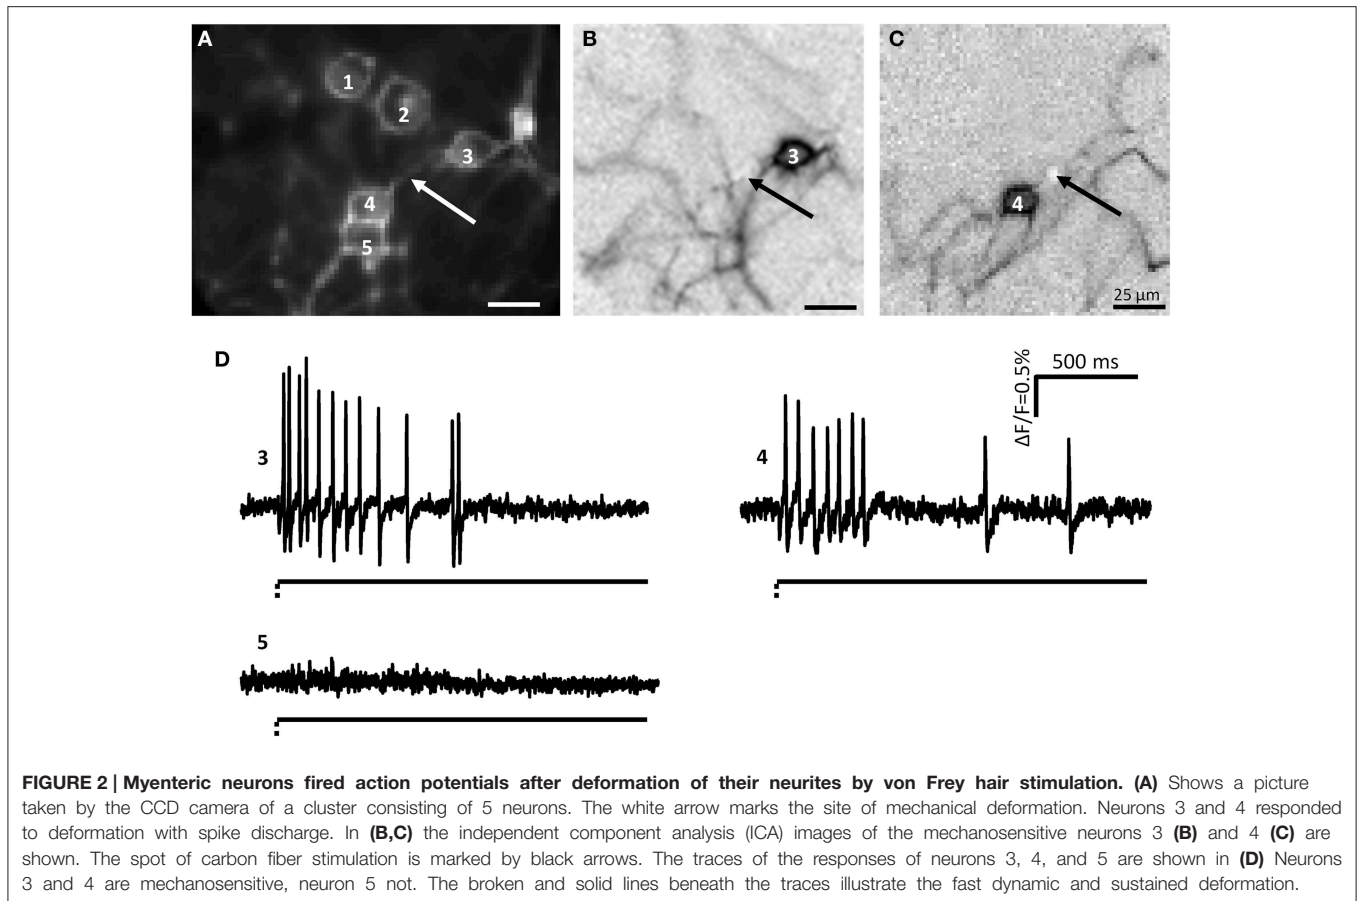 A
B
C
1
2
3
4
5
3
4
25 µm
D
3
4
ΔF/F=0.5%
500 ms
5
FIGURE 2 | Myenteric neurons fired action potentials after deformation of their neurites by von Frey hair stimulation. (A) Shows a picture
taken by the CCD camera of a cluster consisting of 5 neurons. The white arrow marks the site of mechanical deformation. Neurons 3 and 4 responded
to deformation with spike discharge. In (B,C) the independent component analysis (ICA) images of the mechanosensitive neurons 3 (B) and 4 (C) are
shown. The spot of carbon fiber stimulation is marked by black arrows. The traces of the responses of neurons 3, 4, and 5 are shown in (D) Neurons
3 and 4 are mechanosensitive, neuron 5 not. The broken and solid lines beneath the traces illustrate the fast dynamic and sustained deformation.